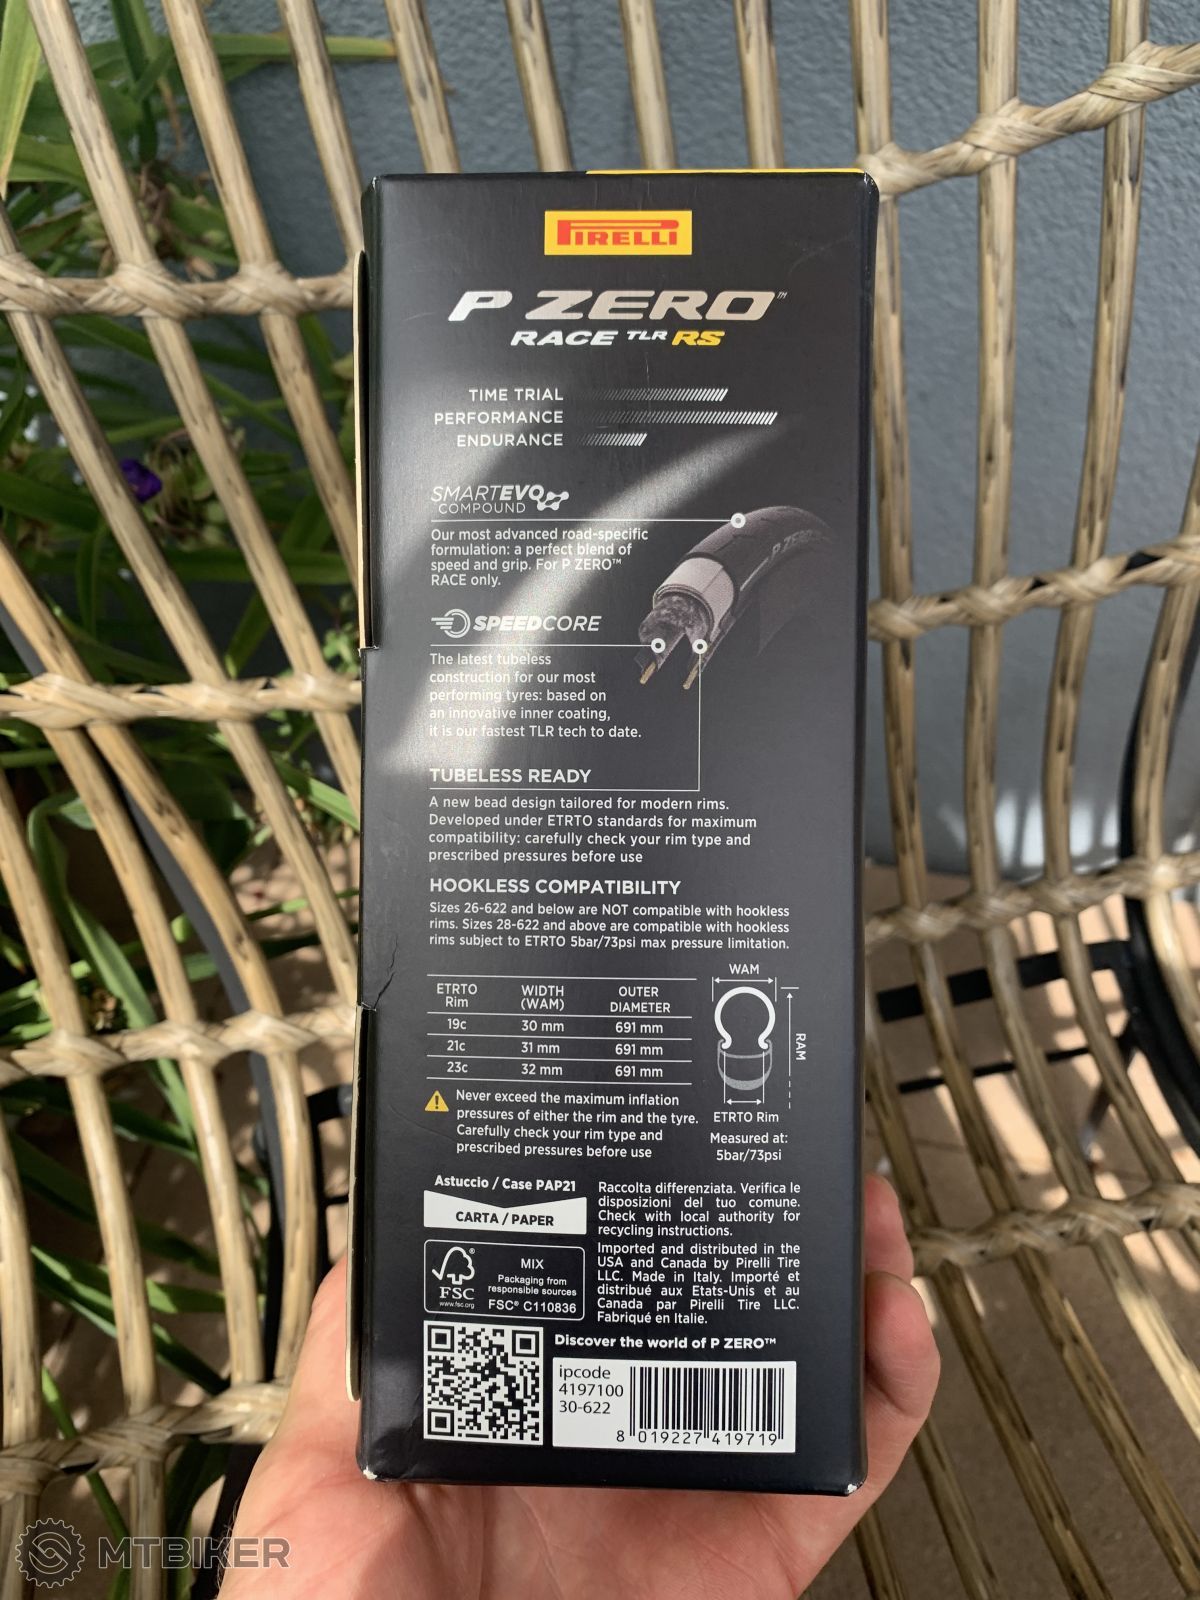 PIRELLI
P ZERO™
RACE TLR RS
TIME TRIAL
PERFORMANCE
ENDURANCE
SMARTEVO
COMPOUND
Our most advanced road-specific
formulation: a perfect blend of
speed and grip. For P ZERO™
RACE only.
P ZERO
SPEEDCORE
The latest tubeless
construction for our most
performing tyres: based on
an innovative inner coating,
it is our fastest TLR tech to date.
TUBELESS READY
A new bead design tailored for modern rims.
Developed under ETRTO standards for maximum
compatibility: carefully check your rim type and
prescribed pressures before use
HOOKLESS COMPATIBILITY
Sizes 26-622 and below are NOT compatible with hookless
rims. Sizes 28-622 and above are compatible with hookless
rims subject to ETRTO 5bar/73psi max pressure limitation.
ETRTO Rim WIDTH (WAM) OUTER DIAMETER
19c 30 mm 691 mm
21c 31 mm 691 mm
23c 32 mm 691 mm
WAM
RAM
ETRTO Rim
Measured at:
5bar/73psi
Never exceed the maximum inflation
pressures of either the rim and the tyre.
Carefully check your rim type and
prescribed pressures before use
Astuccio / Case PAP21
CARTA / PAPER
Raccolta differenziata. Verifica le
disposizioni del tuo comune.
Check with local authority for
recycling instructions.
FSC®
www.fsc.org
MIX
Packaging from
responsible sources
FSC® C110836
Imported and distributed in the
USA and Canada by Pirelli Tire
LLC. Made in Italy. Importé et
distribué aux Etats-Unis et au
Canada par Pirelli Tire LLC.
Fabriqué en Italie.
Discover the world of P ZERO™
ipcode
4197100
30-622
8 019227 419719
MTBIKER